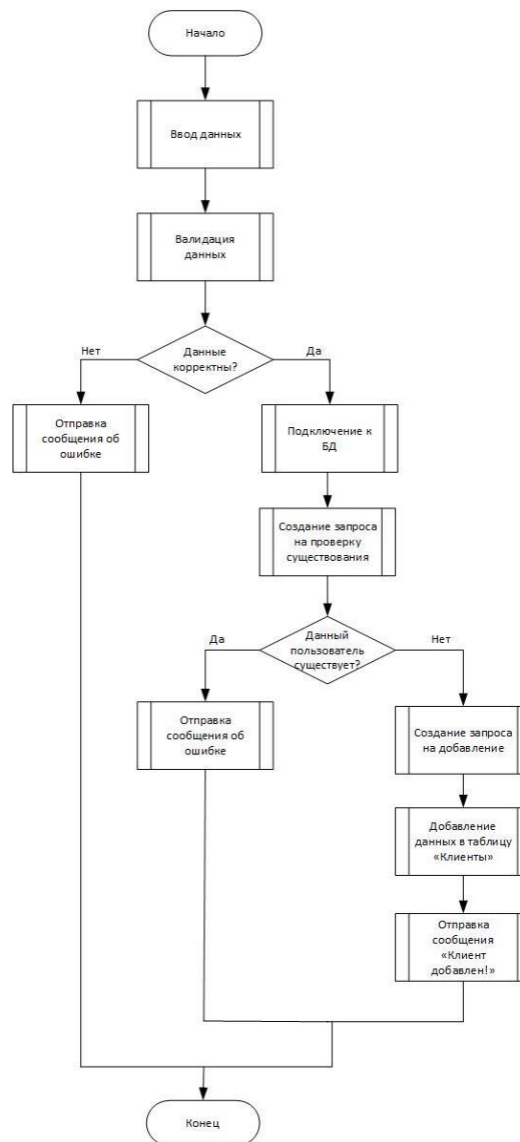 Начало
Ввод данных
Валидация
данных
Данные
корректны?
Нет
Да
Отправка
сообщения об
ошибке
Подключение к
БД
Создание запроса
на проверку
существования
Данный
пользователь
существует?
Да
Нет
Отправка
сообщения об
ошибке
Создание запроса
на добавление
Добавление
данных в таблицу
«Клиенты»
Отправка
сообщения
«Клиент
добавлен!»
Конец